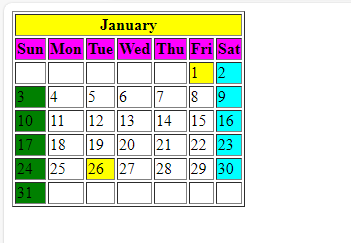 January
Sun Mon Tue Wed Thu Fri Sat
1 2
3 4 5 6 7 8 9
10 11 12 13 14 15 16
17 18 19 20 21 22 23
24 25 26 27 28 29 30
31